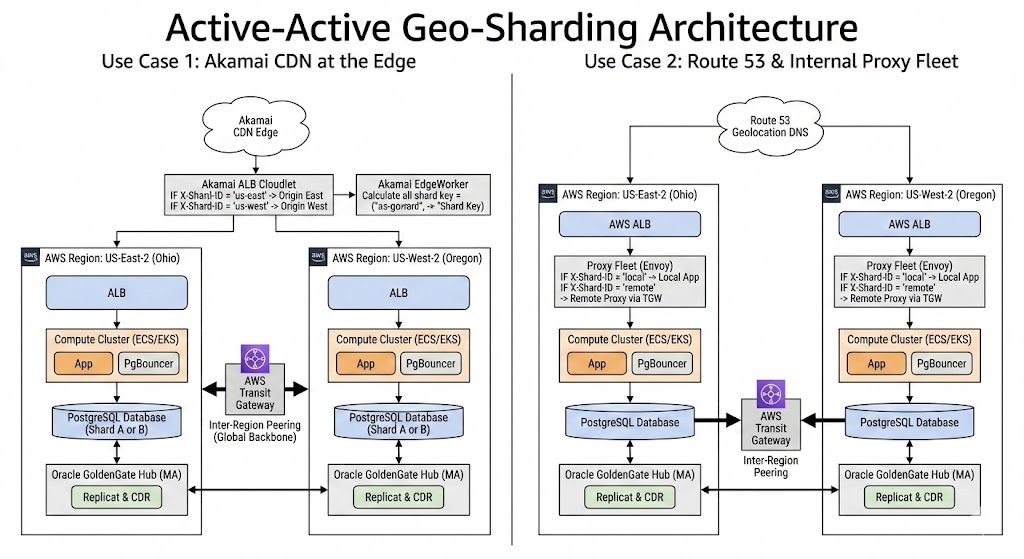 Active-Active Geo-Sharding Architecture
Use Case 1: Akamai CDN at the Edge
Akamai
CDN Edge
Akamai ALB Cloudlet
IF X-Shard-ID = 'us-east' -> Origin East
IF X-Shard-ID = 'us-west' -> Origin West
Akamai EdgeWorker
Calculate all shard key =
"Shard Key)
aws
AWS Region: US-East-2 (Ohio)
ALB
Compute Cluster (ECS/EKS)
App
PgBouncer
PostgreSQL Database
(Shard A or B)
Oracle GoldenGate Hub (MA)
Replicat & CDR
AWS
Transit
Gateway
Inter-Region Peering
(Global Backbone)
aws
AWS Region: US-West-2 (Oregon)
ALB
Compute Cluster (ECS/EKS)
App
PgBouncer
PostgreSQL Database
(Shard A or B)
Oracle GoldenGate Hub (MA)
Replicat & CDR
Use Case 2: Route 53 & Internal Proxy Fleet
Route 53
Geolocation DNS
aws
AWS Region: US-East-2 (Ohio)
AWS ALB
Proxy Fleet (Envoy)
IF X-Shard-ID = 'local' -> Local App
IF X-Shard-ID = 'remote'
-> Remote Proxy via TGW
Compute Cluster (ECS/EKS)
App
PgBouncer
PostgreSQL Database
Oracle GoldenGate Hub (MA)
Replicat & CDR
AWS
Transit
Gateway
Inter-Region
Peering
aws
AWS Region: US-West-2 (Oregon)
AWS ALB
Proxy Fleet (Envoy)
IF X-Shard-ID = 'local' -> Local App
IF X-Shard-ID = 'remote'
-> Remote Proxy via TGW
Compute Cluster (ECS/EKS)
App
PgBouncer
PostgreSQL Database
Oracle GoldenGate Hub (MA)
Replicat & CDR